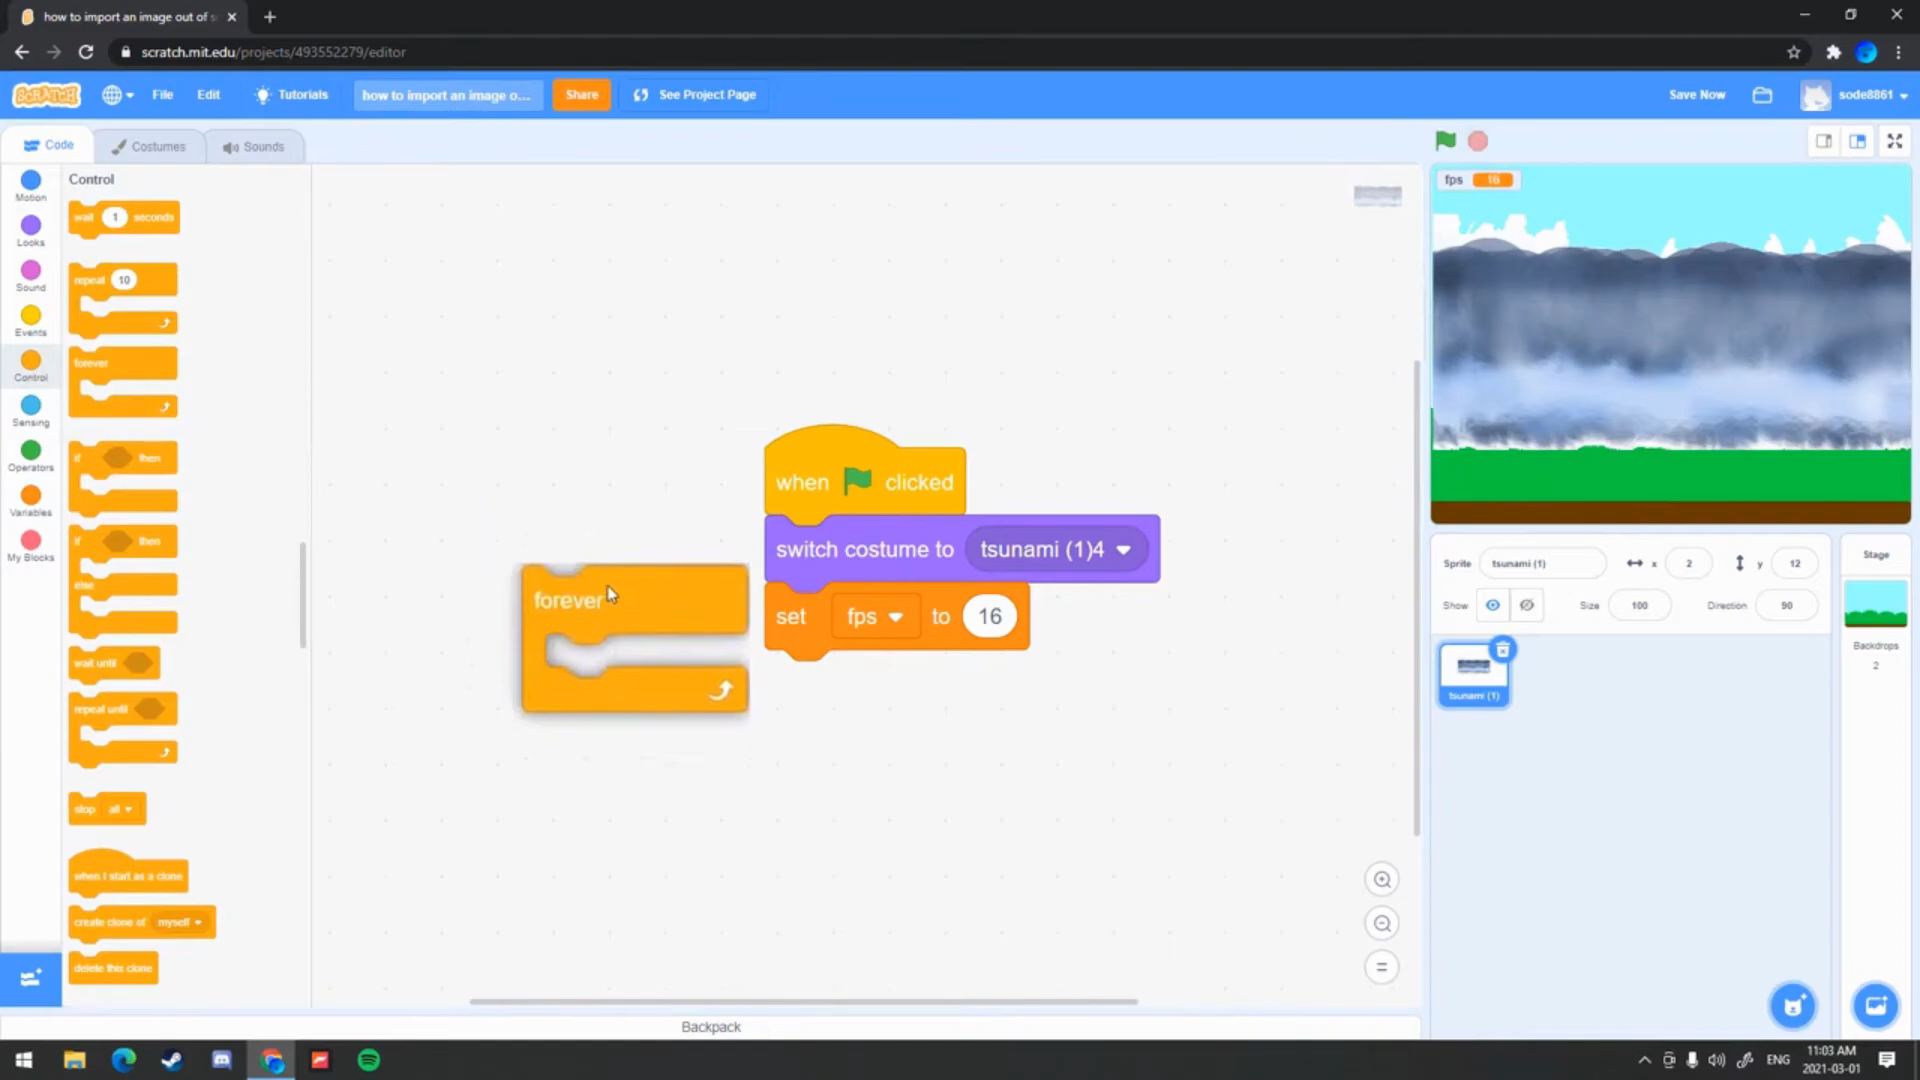 how to import an image out of s
scratch.mit.edu/projects/493552279/editor
SCRATCH
File
Edit
Tutorials
how to import an image o...
Share
See Project Page
Save Now
sode8861
Code
Costumes
Sounds
Motion
Looks
Sound
Events
Control
Sensing
Operators
Variables
My Blocks
Control
wait 1 seconds
repeat 10
forever
if then
if then
else
wait until
repeat until
stop all
when I start as a clone
create clone of myself
delete this clone
forever
when clicked
switch costume to tsunami (1)4
set fps to 16
fps 16
Sprite tsunami (1) x 2 y 12
Show Size 100 Direction 90
tsunami (1)
Stage
Backdrops
2
Backpack
ENG
11:03 AM
2021-03-01